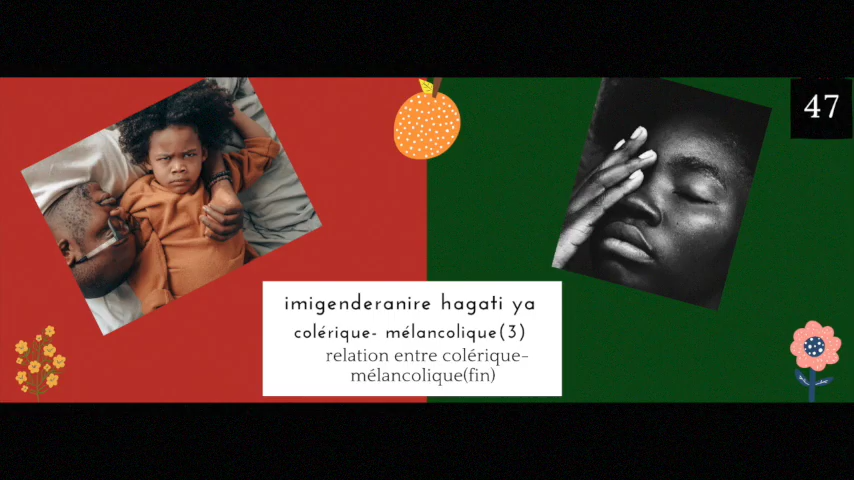 47
imigenderanire hagati ya
colérique- mélancolique(3)
relation entre colérique-
mélancolique(fin)